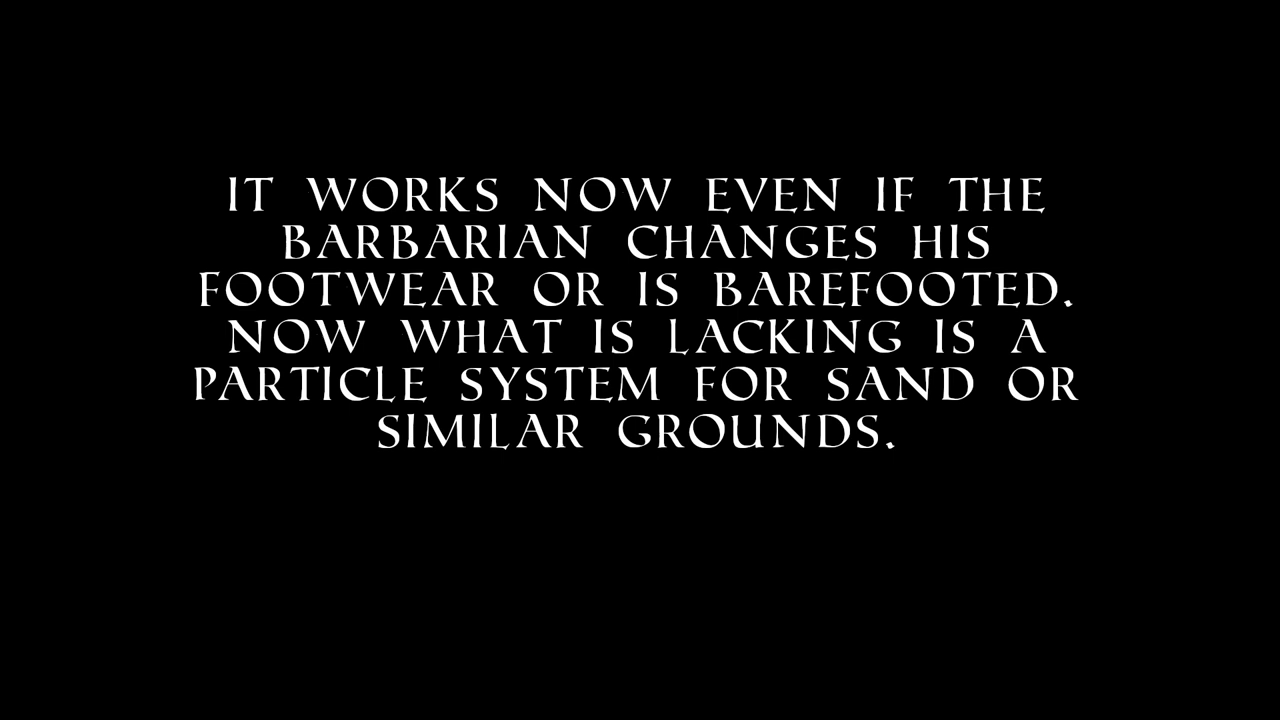 IT WORKS NOW EVEN IF THE
BARBARIAN CHANGES HIS
FOOTWEAR OR IS BAREFOOTED.
NOW WHAT IS LACKING IS A
PARTICLE SYSTEM FOR SAND OR
SIMILAR GROUNDS.